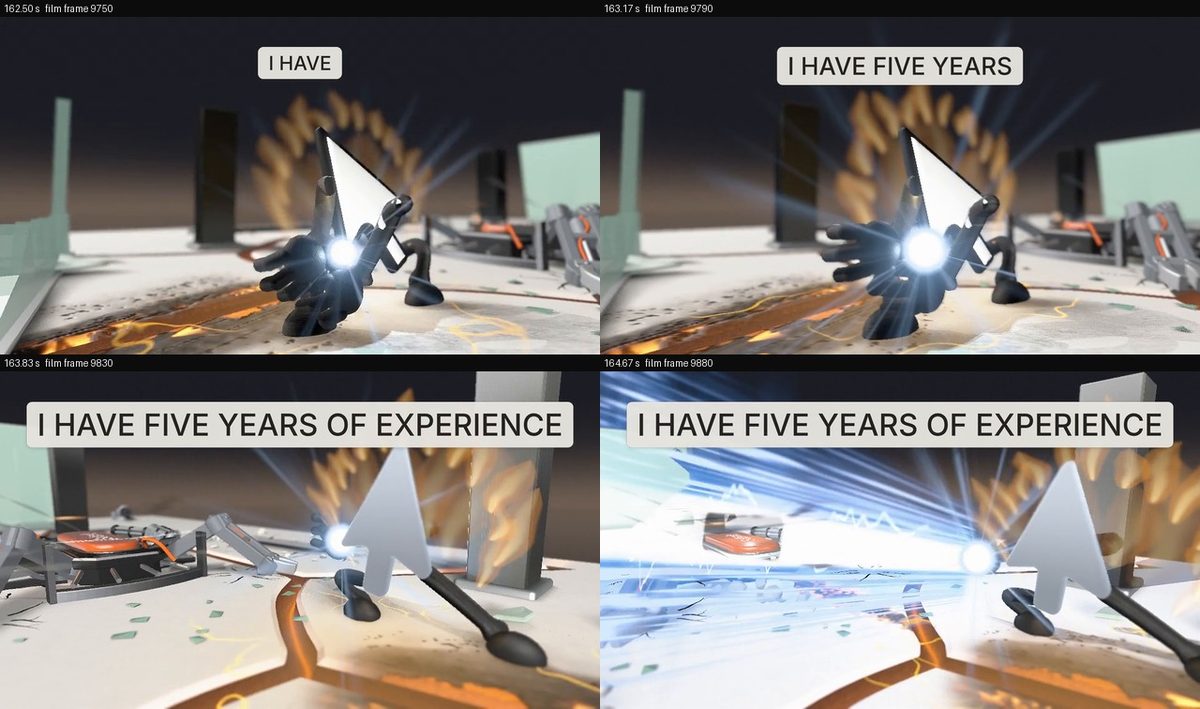 162.50 s film frame 9750
I HAVE
163.17 s film frame 9790
I HAVE FIVE YEARS
163.83 s film frame 9830
I HAVE FIVE YEARS OF EXPERIENCE
164.67 s film frame 9880
I HAVE FIVE YEARS OF EXPERIENCE